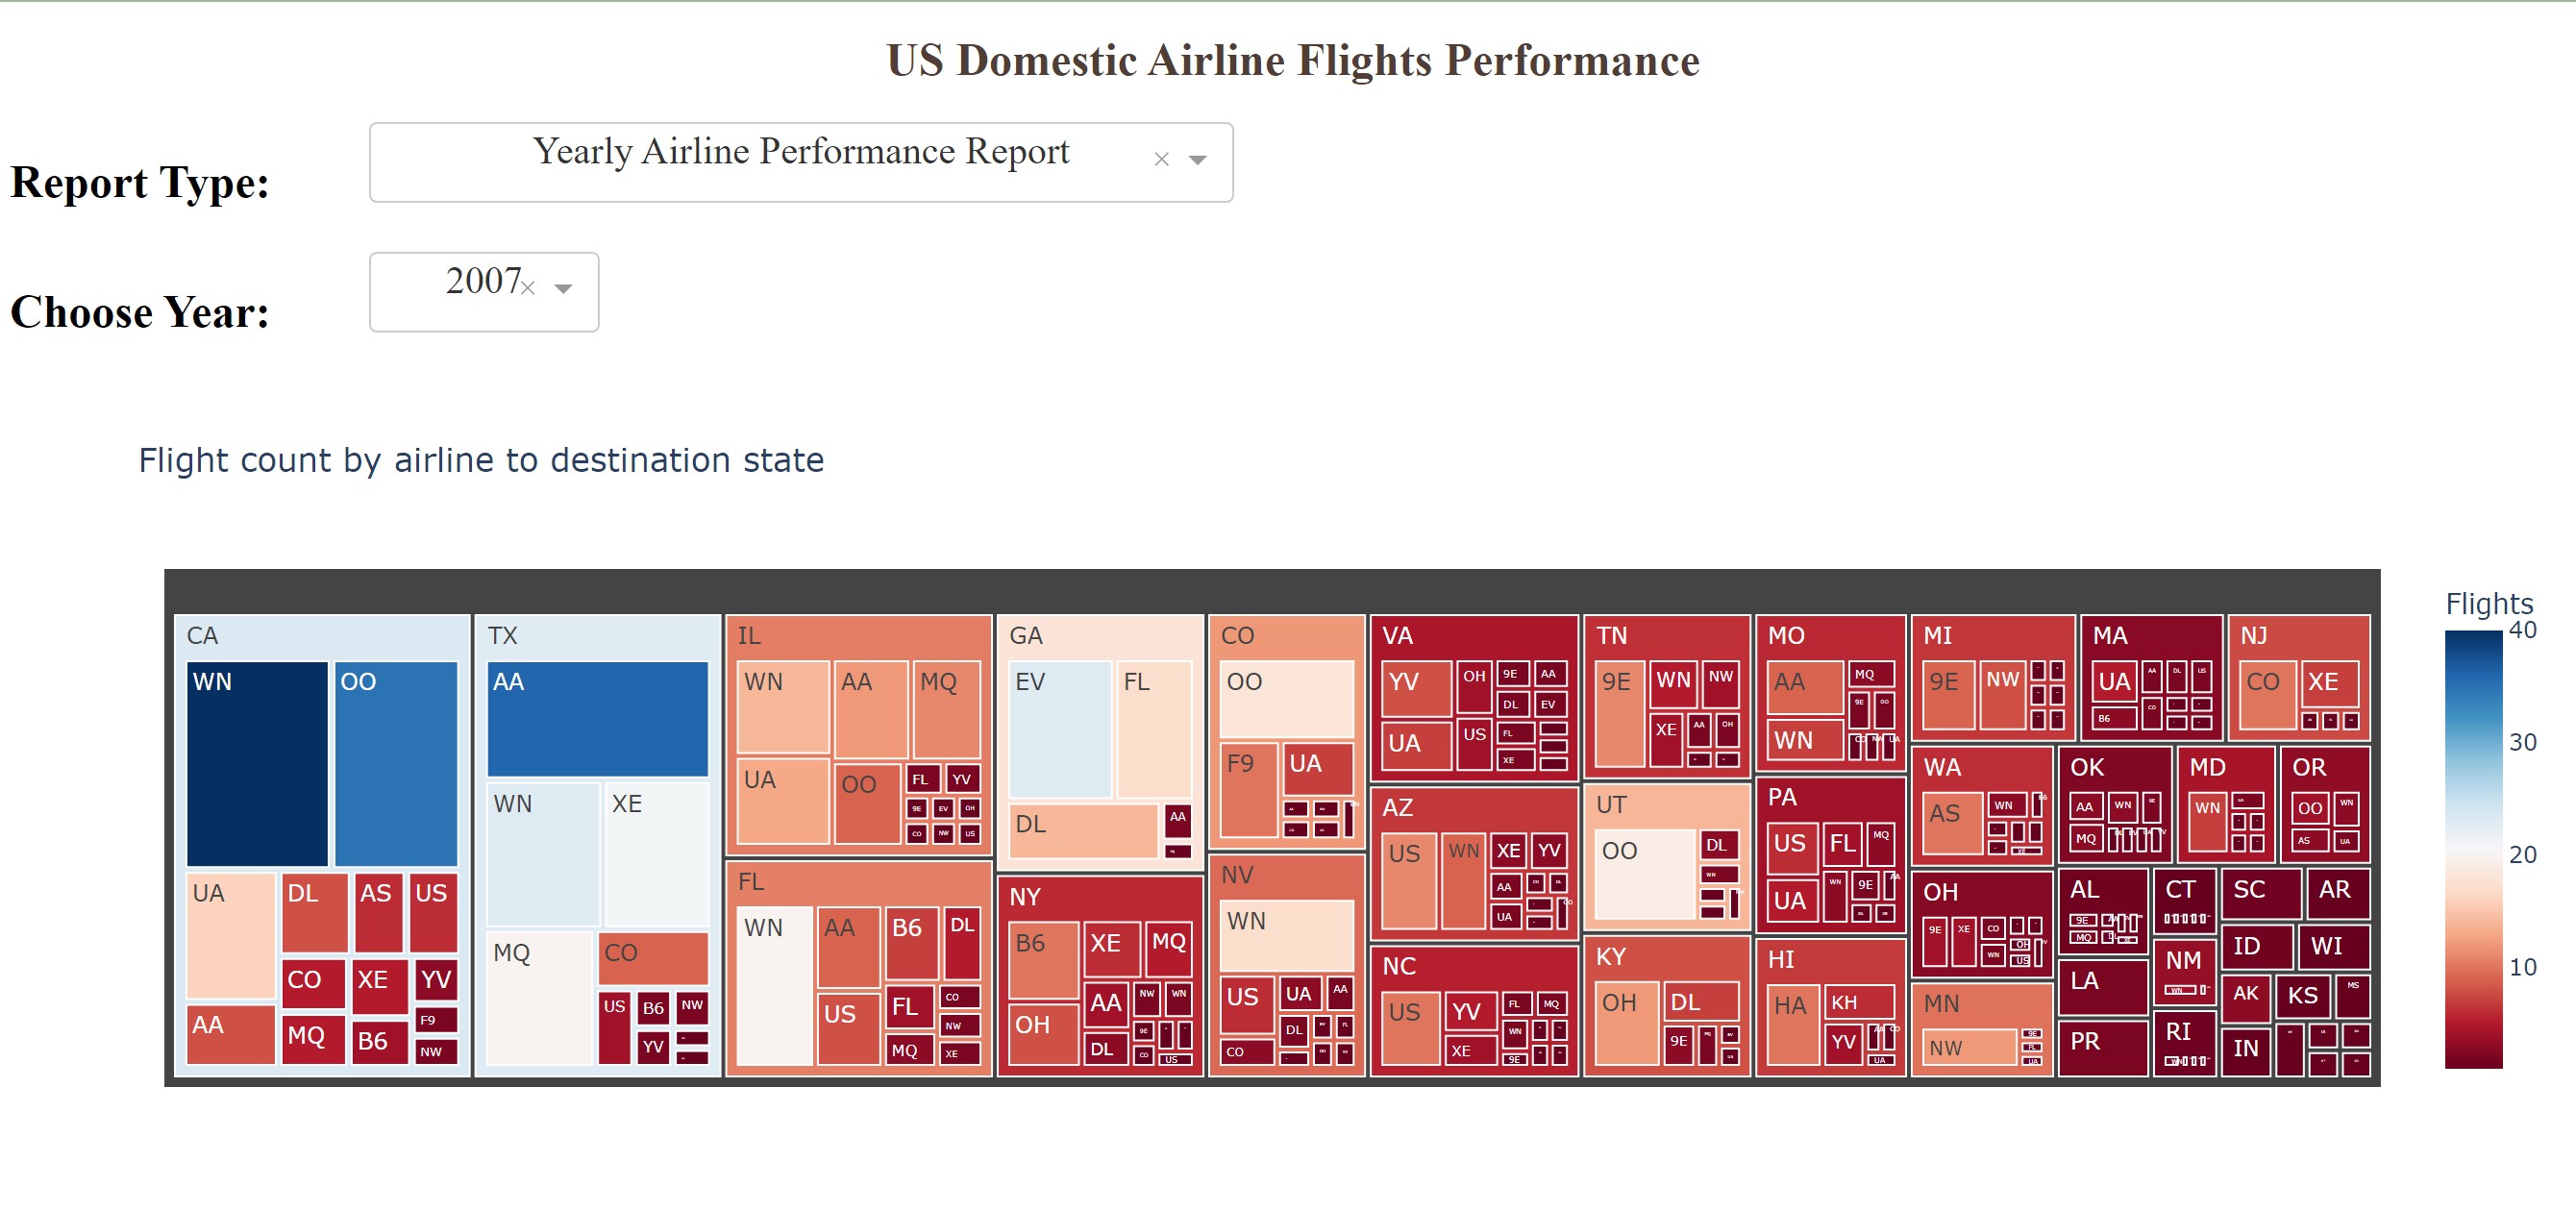 US Domestic Airline Flights Performance
Yearly Airline Performance Report
Report Type:
2007
Choose Year:
Flight count by airline to destination state
Flights
40
30
20
10
CA
WN OO
UA DL AS US
AA CO XE YV
MQ B6 F9
NW
TX
AA
WN XE
MQ CO
US B6 NW
YV
IL
WN AA MQ
UA OO FL YV
9E EV OH
CO NW US
FL
WN AA B6 DL
US FL CO
NW
MQ XE
GA
EV FL
DL AA
NY
B6 XE MQ
OH AA NW WN
DL 9E
CO US
CO
OO
F9 UA
NV
WN
US UA AA
CO DL
VA
YV OH 9E AA
DL EV
UA US FL
XE
AZ
US WN XE YV
AA
UA
NC
US YV FL MQ
XE WN
9E
TN
9E WN NW
XE AA OH
UT
OO DL
WN
KY
OH DL
9E
MO
AA MQ
9E OO
WN
PA
US FL MQ
UA WN 9E AA
HI
HA KH
YV
UA
MI
9E NW
WA
AS WN
OH
9E XE CO
WN OH
US
MN
NW 9E
FL
UA
MA
UA AA DL US
B6 CO
NJ
CO XE
OK
AA WN 9E
MQ
MD
WN
OR
OO WN
AS UA
AL
9E
MQ
CT
SC
AR
LA
NM
WN
ID
WI
PR
RI
AK
KS
MS
IN